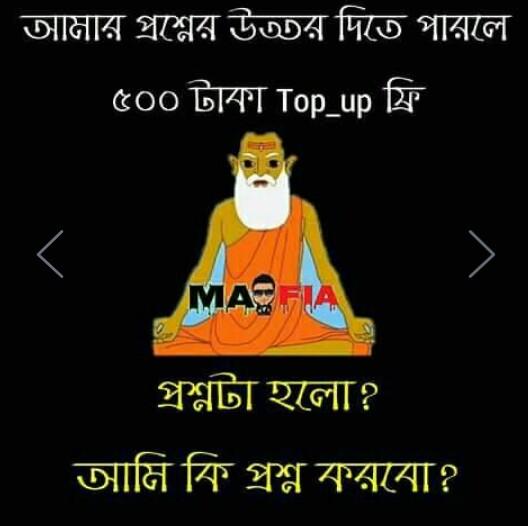 আমার প্রশ্নের উত্তর দিতে পারলে
৫০০ টাকা Top_up ফ্রি
MAFIA
প্রশ্নটা হলো?
আমি কি প্রশ্ন করবো?